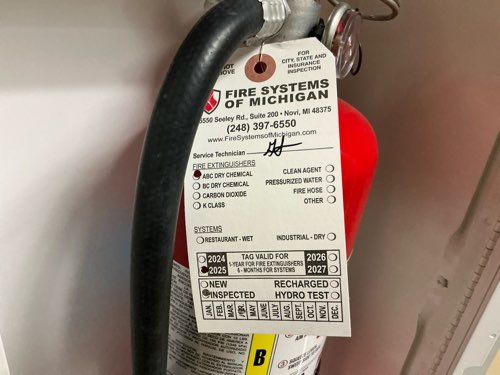 NOT
MOVE
FOR
CITY, STATE AND
INSURANCE
INSPECTION
FIRE SYSTEMS
OF MICHIGAN
5550 Seeley Rd., Suite 200 • Novi, MI 48375
(248) 397-6550
www.FireSystemsofMichigan.com
Service Technician
FIRE EXTINGUISHERS
ABC DRY CHEMICAL
CLEAN AGENT
BC DRY CHEMICAL
PRESSURIZED WATER
CARBON DIOXIDE
FIRE HOSE
K CLASS
OTHER
SYSTEMS
RESTAURANT - WET
INDUSTRIAL - DRY
2024
TAG VALID FOR
2026
2025
1-YEAR FOR FIRE EXTINGUISHERS
6 - MONTHS FOR SYSTEMS
2027
NEW
RECHARGED
INSPECTED
HYDRO TEST
JAN. FEB. MAR. APR. MAY JUNE JULY AUG. SEPT. OCT. NOV. DEC.
B